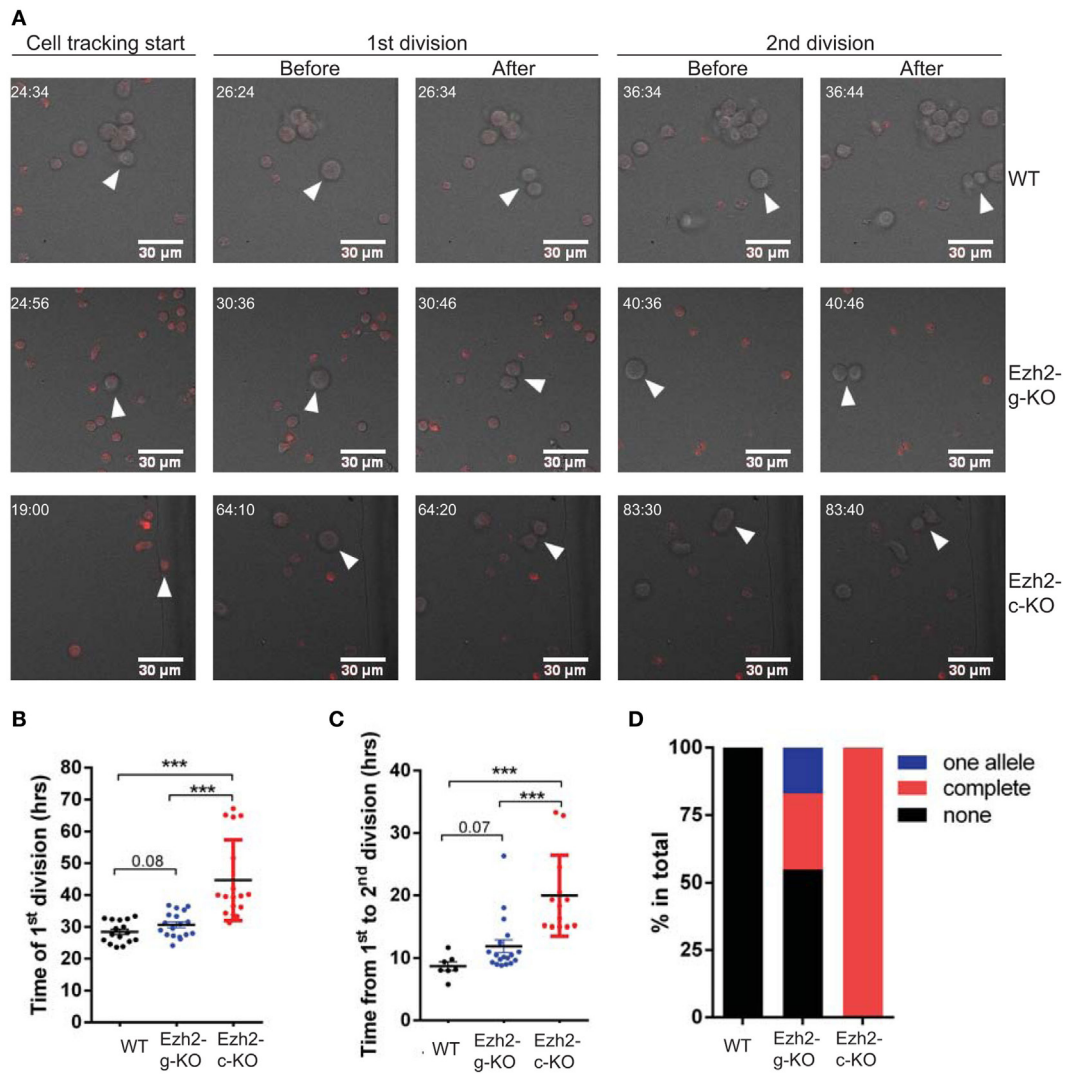 A
Cell tracking start
1st division
2nd division
Before
After
Before
After
24:34
26:24
26:34
36:34
36:44
WT
30 µm
30 µm
30 µm
30 µm
30 µm
24:56
30:36
30:46
40:36
40:46
Ezh2-
g-KO
30 µm
30 µm
30 µm
30 µm
30 µm
19:00
64:10
64:20
83:30
83:40
Ezh2-
c-KO
30 µm
30 µm
30 µm
30 µm
30 µm
B
Time of 1st division (hrs)
80
70
60
50
40
30
20
10
0
***
***
0.08
WT
Ezh2-
g-KO
Ezh2-
c-KO
C
Time from 1st to 2nd division (hrs)
40
30
20
10
0
***
***
0.07
WT
Ezh2-
g-KO
Ezh2-
c-KO
D
% in total
100
75
50
25
0
one allele
complete
none
WT
Ezh2-
g-KO
Ezh2-
c-KO